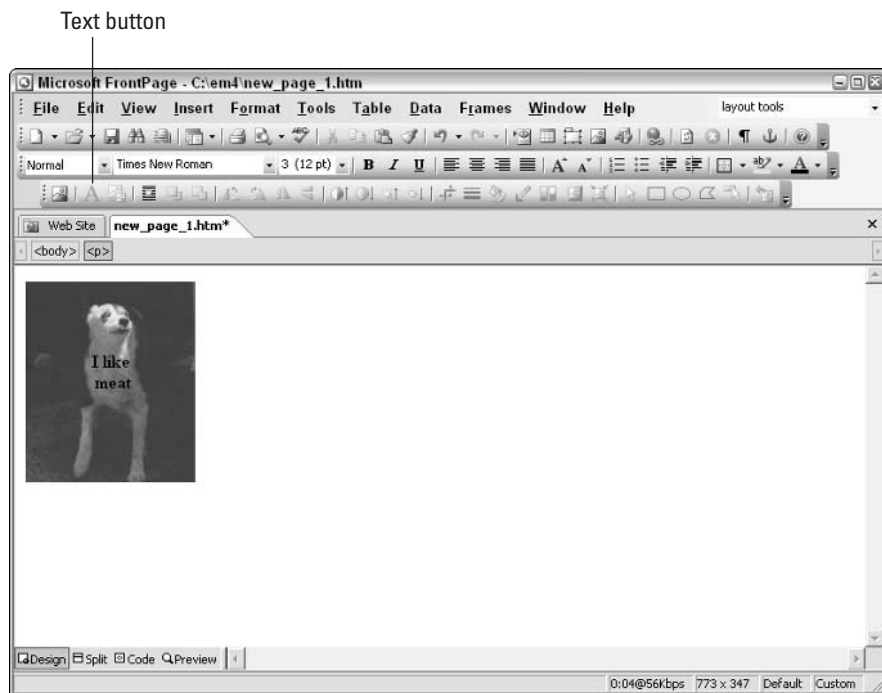 Text button
Microsoft FrontPage - C:\em4\new_page_1.htm
File Edit View Insert Format Tools Table Data Frames Window Help layout tools
Normal Times New Roman 3 (12 pt) B I U A A A
A
Web Site new_page_1.htm*
<body> <p>
I like
meat
Design Split Code Preview
0:04@56Kbps 773 x 347 Default Custom